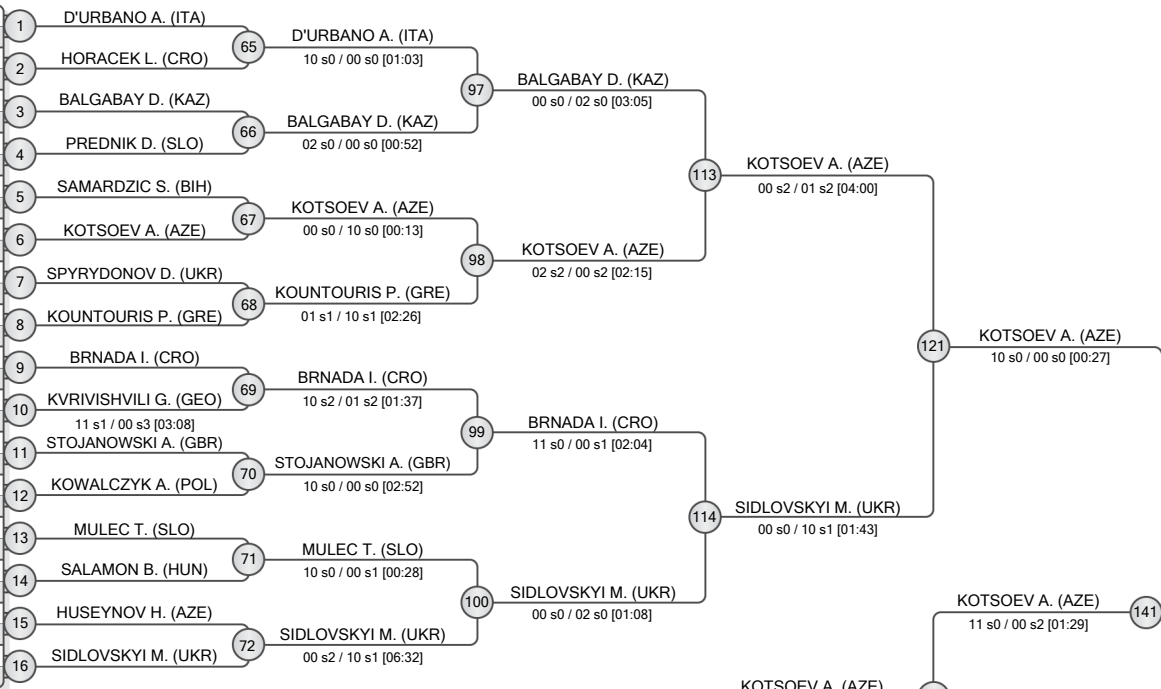 1
D'URBANO A. (ITA)
2
HORACEK L. (CRO)
3
BALGABAY D. (KAZ)
4
PREDNIK D. (SLO)
5
SAMARDZIC S. (BIH)
6
KOTSOEV A. (AZE)
7
SPYRYDONOV D. (UKR)
8
KOUNTOURIS P. (GRE)
9
BRNADA I. (CRO)
10
KVRIVISHVILI G. (GEO)
11 s1 / 00 s3 [03:08]
11
STOJANOWSKI A. (GBR)
12
KOWALCZYK A. (POL)
13
MULEC T. (SLO)
14
SALAMON B. (HUN)
15
HUSEYNOV H. (AZE)
16
SIDLOVSKYI M. (UKR)
65
D'URBANO A. (ITA)
10 s0 / 00 s0 [01:03]
66
BALGABAY D. (KAZ)
02 s0 / 00 s0 [00:52]
67
KOTSOEV A. (AZE)
00 s0 / 10 s0 [00:13]
68
KOUNTOURIS P. (GRE)
01 s1 / 10 s1 [02:26]
69
BRNADA I. (CRO)
10 s2 / 01 s2 [01:37]
70
STOJANOWSKI A. (GBR)
10 s0 / 00 s0 [02:52]
71
MULEC T. (SLO)
10 s0 / 00 s1 [00:28]
72
SIDLOVSKYI M. (UKR)
00 s2 / 10 s1 [06:32]
97
BALGABAY D. (KAZ)
00 s0 / 02 s0 [03:05]
98
KOTSOEV A. (AZE)
02 s2 / 00 s2 [02:15]
99
BRNADA I. (CRO)
11 s0 / 00 s1 [02:04]
100
SIDLOVSKYI M. (UKR)
00 s0 / 02 s0 [01:08]
113
KOTSOEV A. (AZE)
00 s2 / 01 s2 [04:00]
114
SIDLOVSKYI M. (UKR)
00 s0 / 10 s1 [01:43]
121
KOTSOEV A. (AZE)
10 s0 / 00 s0 [00:27]
KOTSOEV A. (AZE)
11 s0 / 00 s2 [01:29]
141
KOTSOEV A. (AZE)